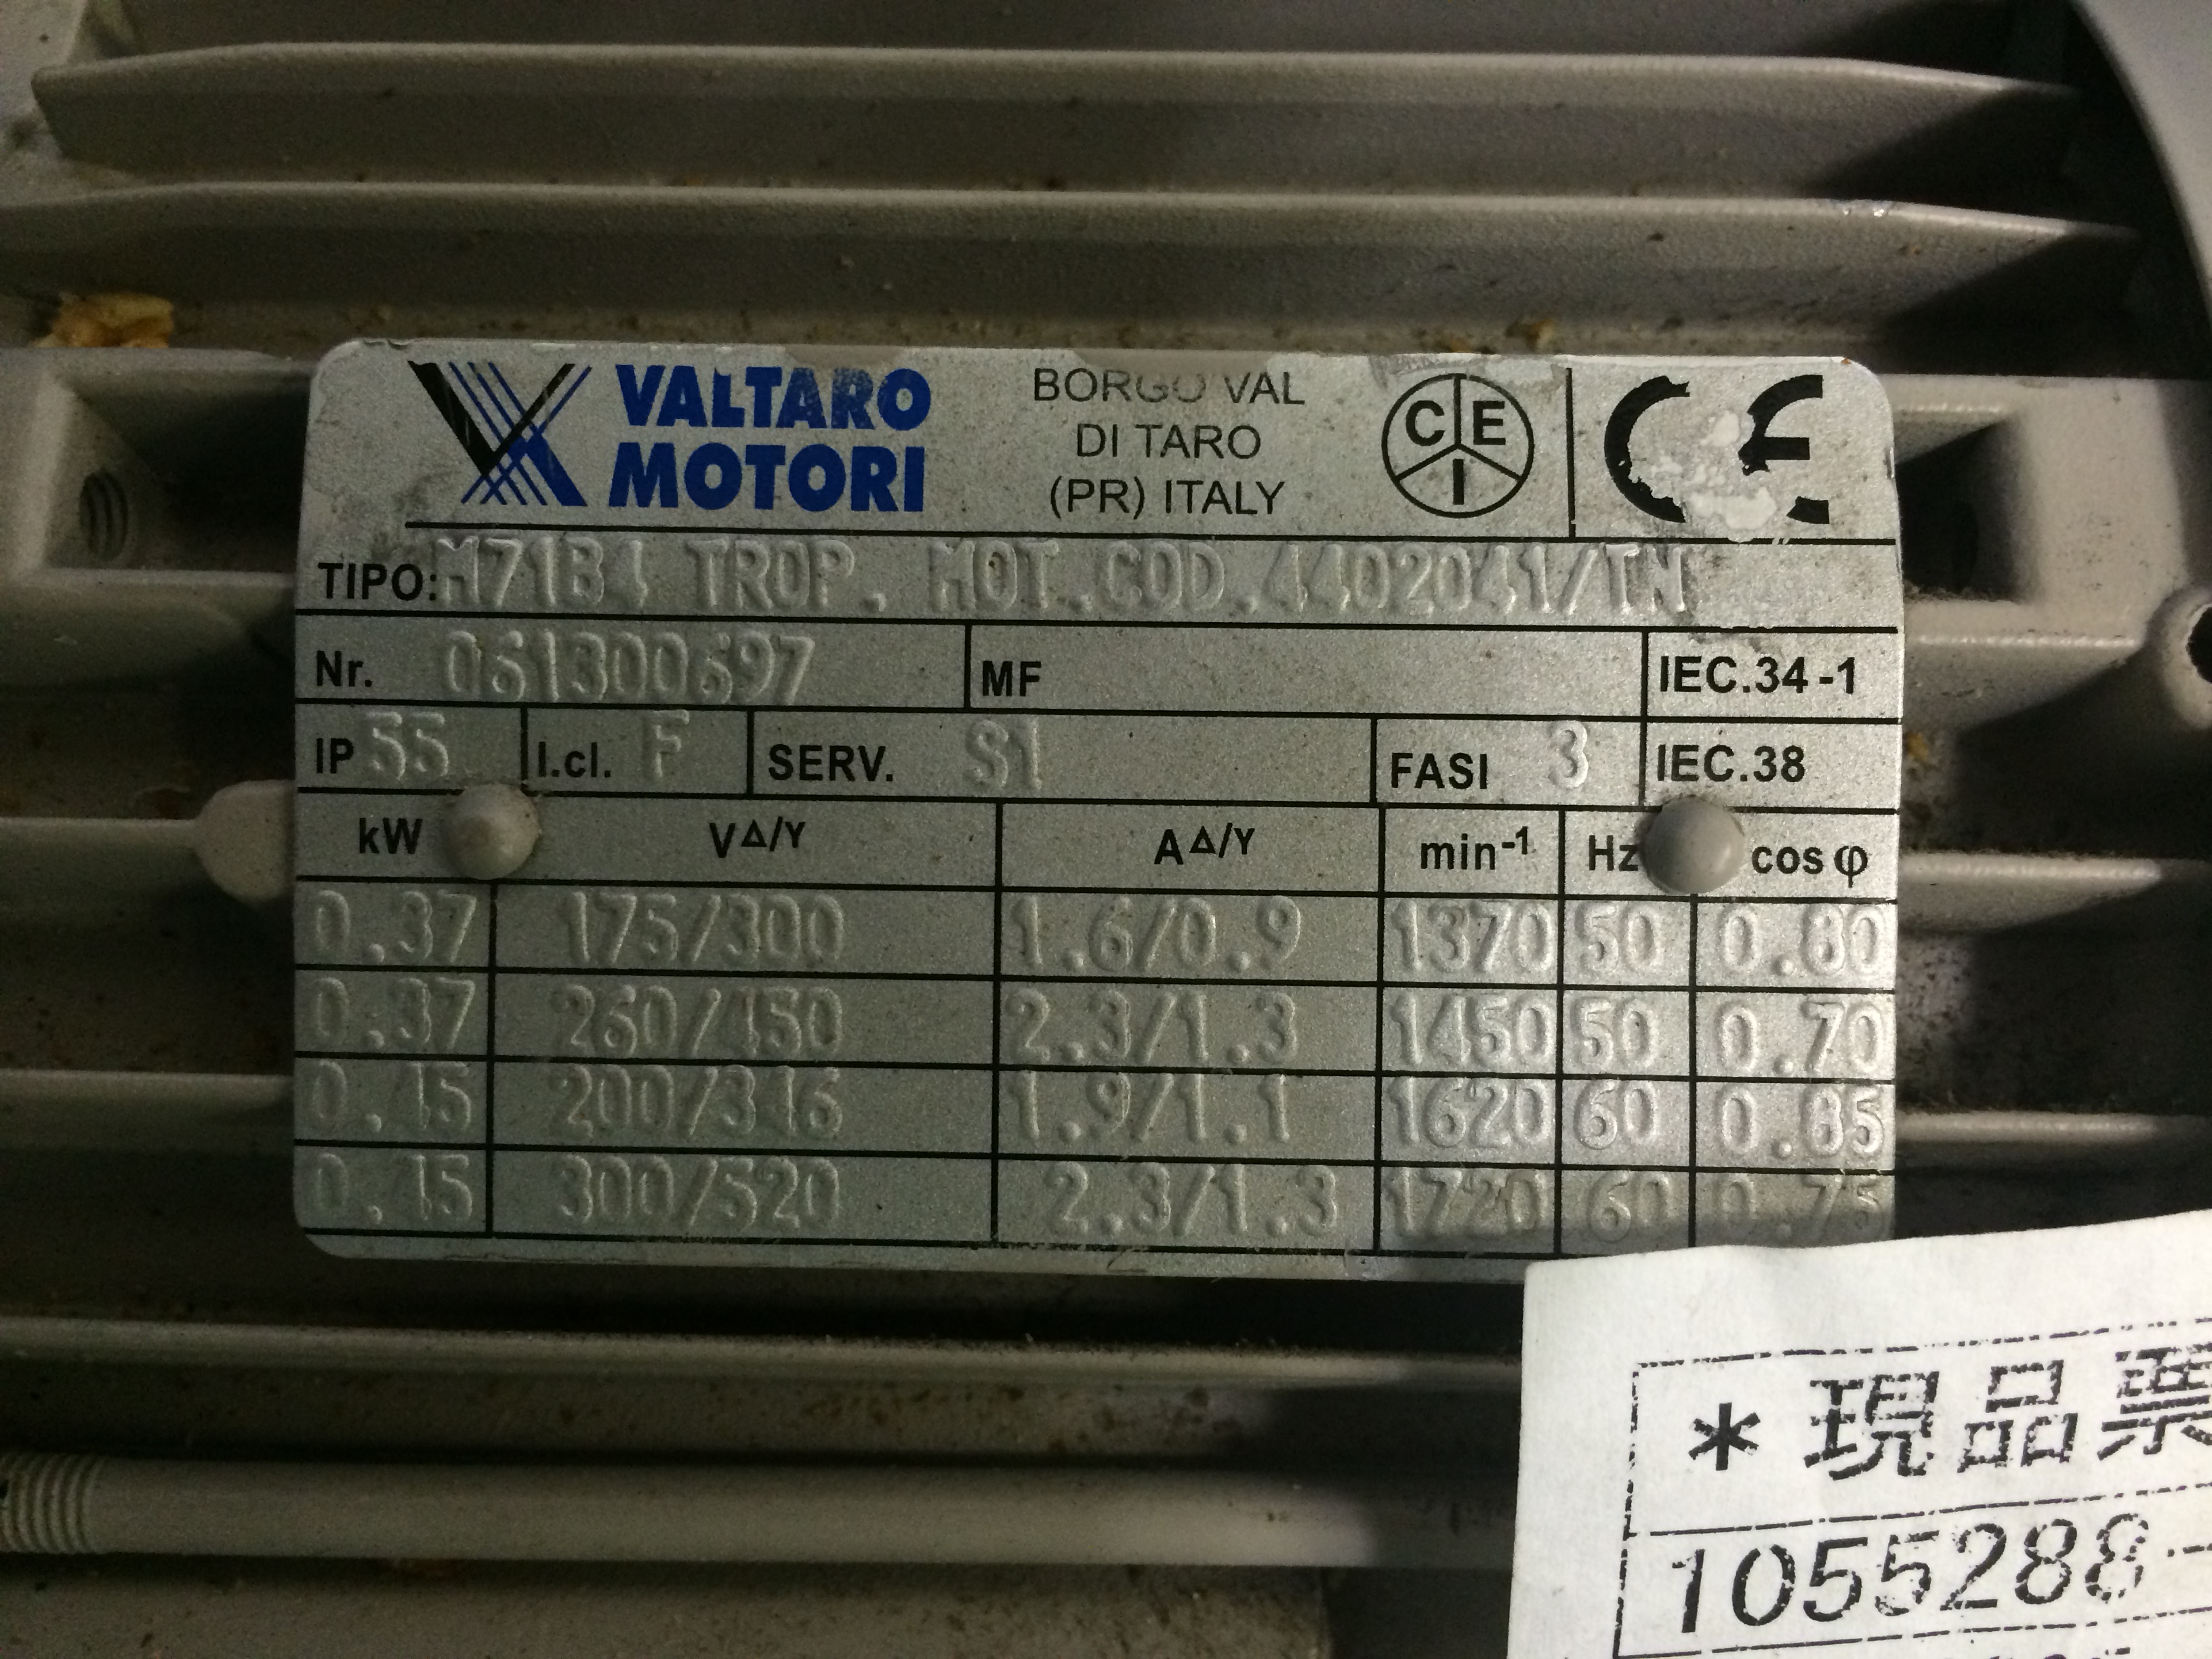 VALTARO
MOTORI
BORGO VAL
DI TARO
(PR) ITALY
CEI
CE
TIPO: M71B4 TROP. MOT.COD.4402041/TN
Nr. 061300697 MF IEC.34-1
IP 55 I.cl. F SERV. S1 FASI 3 IEC.38
kW V△/Y A△/Y min-1 Hz cos φ
0.37 175/300 1.6/0.9 1370 50 0.80
0.37 260/450 2.3/1.3 1450 50 0.70
0.45 200/346 1.9/1.1 1620 60 0.85
0.45 300/520 2.3/1.3 1720 60 0.75
*現品票
1055288